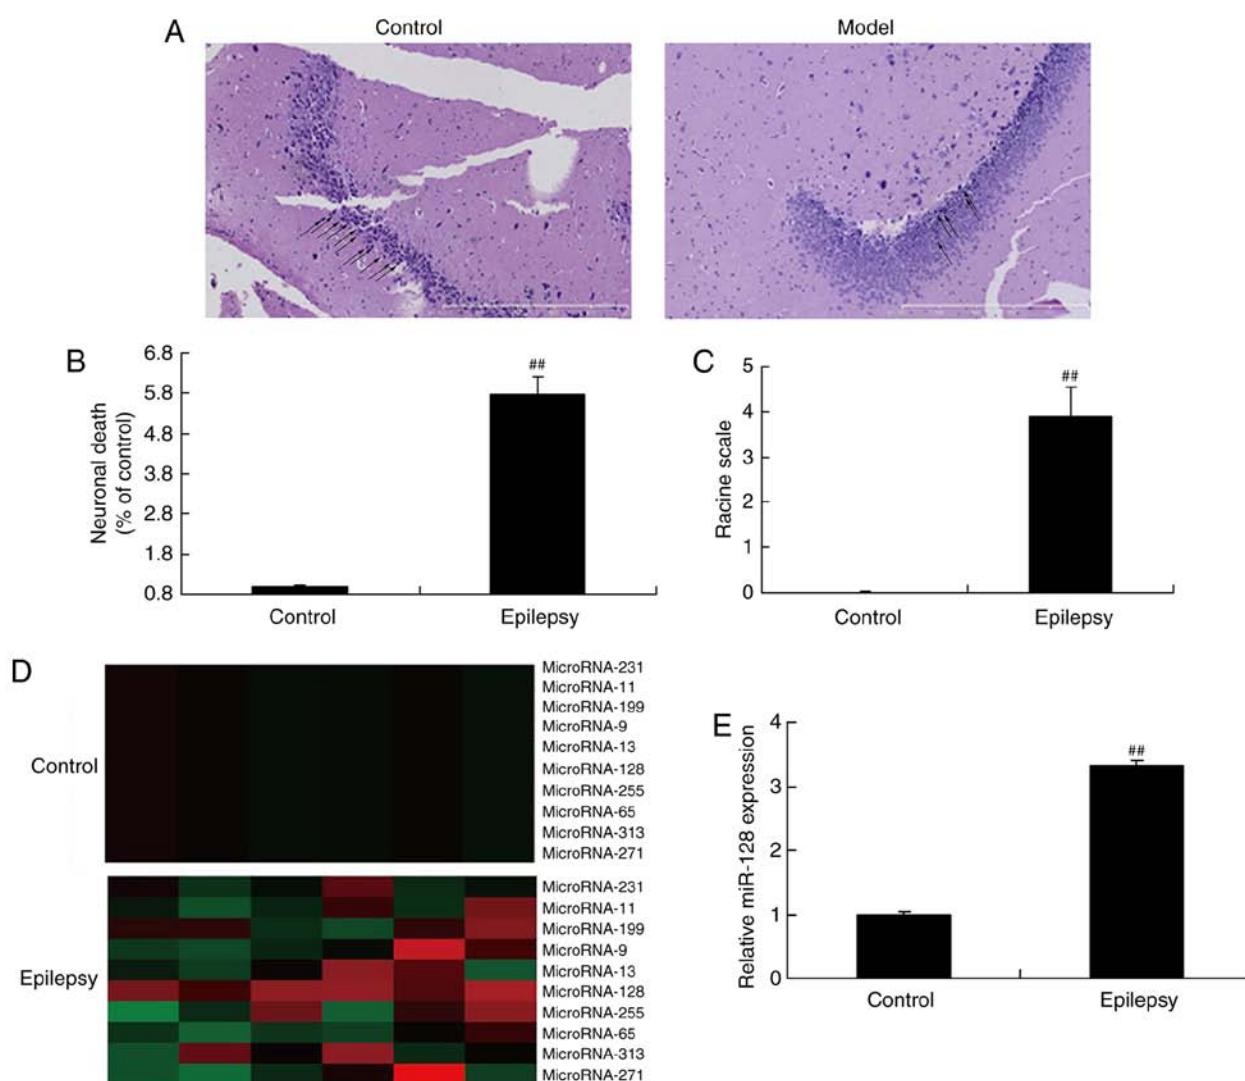 A
Control
Model
B
6.8
5.8
4.8
3.8
2.8
1.8
0.8
Neuronal death
(% of control)
##
Control
Epilepsy
C
5
4
3
2
1
0
Racine scale
##
Control
Epilepsy
D
Control
MicroRNA-231
MicroRNA-11
MicroRNA-199
MicroRNA-9
MicroRNA-13
MicroRNA-128
MicroRNA-255
MicroRNA-65
MicroRNA-313
MicroRNA-271
Epilepsy
MicroRNA-231
MicroRNA-11
MicroRNA-199
MicroRNA-9
MicroRNA-13
MicroRNA-128
MicroRNA-255
MicroRNA-65
MicroRNA-313
MicroRNA-271
E
4
3
2
1
0
Relative miR-128 expression
##
Control
Epilepsy